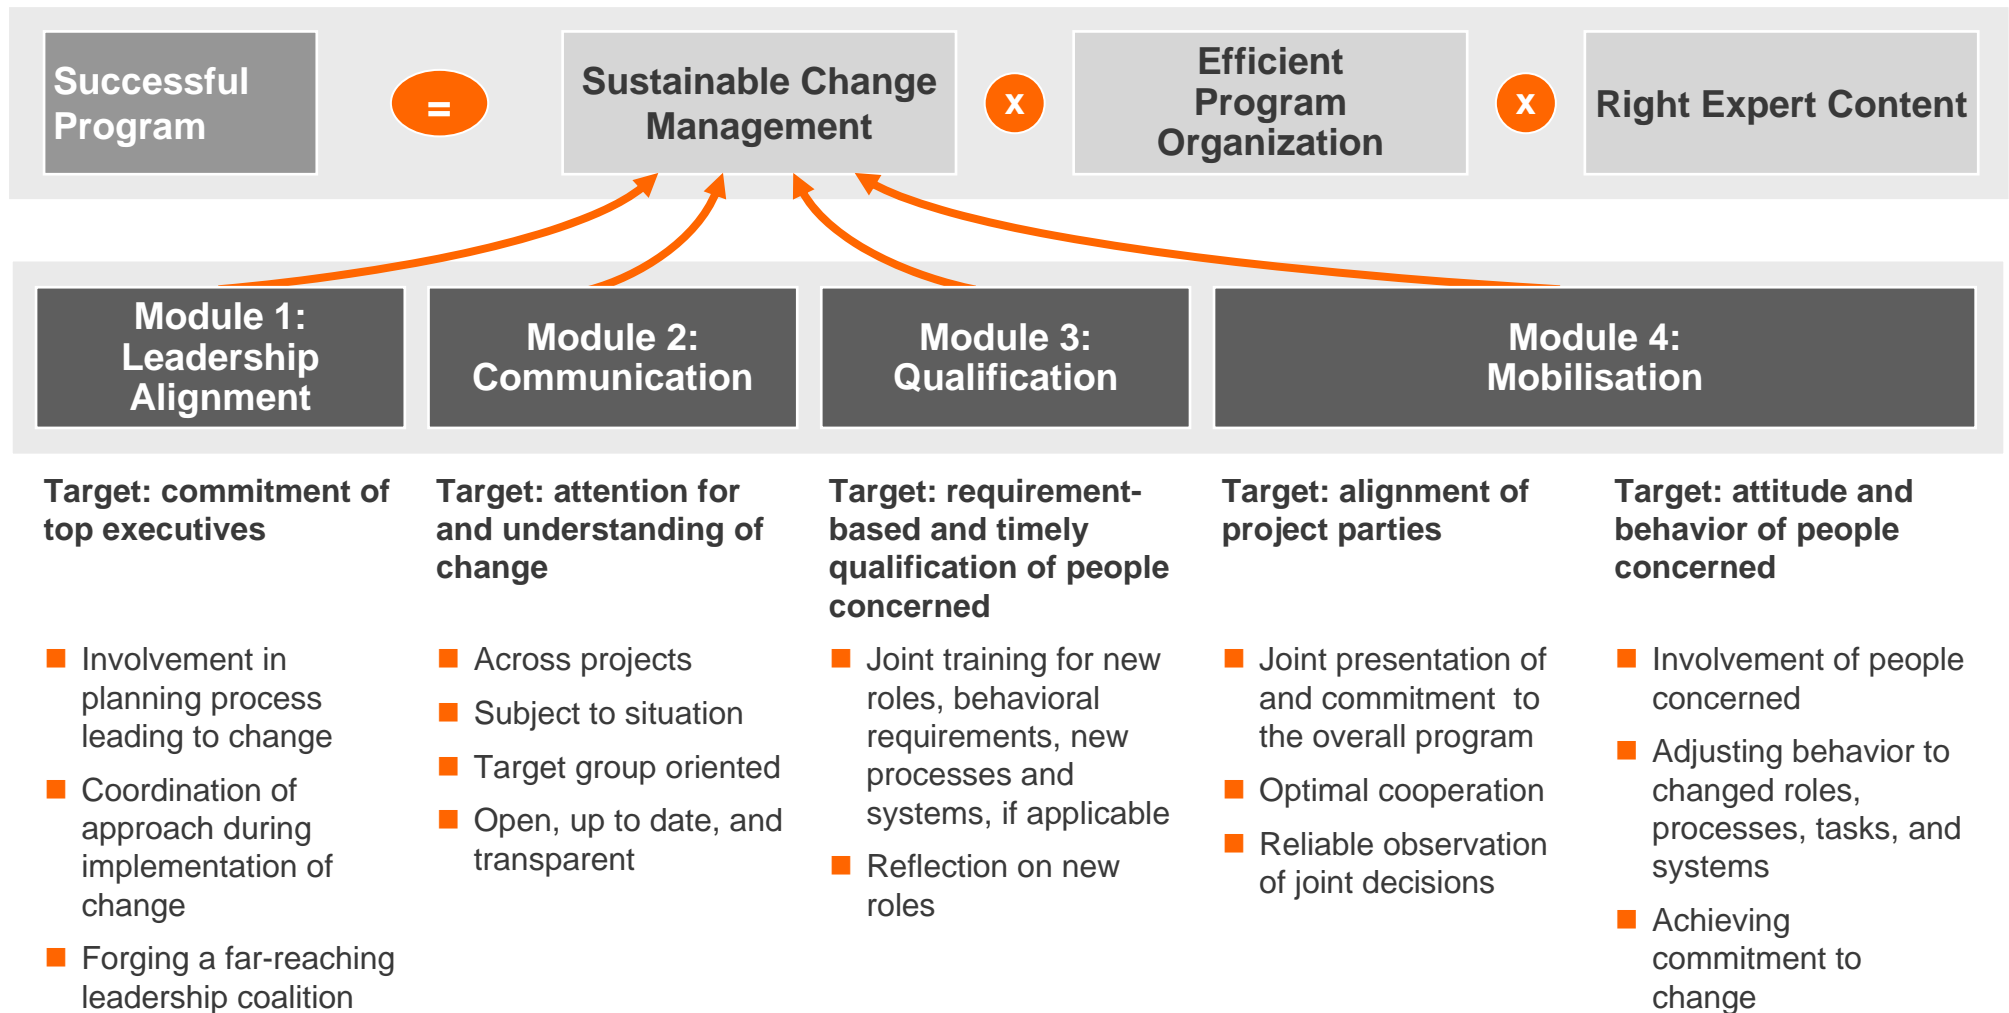 Successful
Program
=
Sustainable Change
Management
x
Efficient
Program
Organization
x
Right Expert Content
Module 1:
Leadership
Alignment
Module 2:
Communication
Module 3:
Qualification
Module 4:
Mobilisation
Target: commitment of
top executives
Involvement in
planning process
leading to change
Coordination of
approach during
implementation of
change
Forging a far-reaching
leadership coalition
Target: attention for
and understanding of
change
Across projects
Subject to situation
Target group oriented
Open, up to date, and
transparent
Target: requirement-
based and timely
qualification of people
concerned
Joint training for new
roles, behavioral
requirements, new
processes and
systems, if applicable
Reflection on new
roles
Target: alignment of
project parties
Joint presentation of
and commitment  to
the overall program
Optimal cooperation
Reliable observation
of joint decisions
Target: attitude and
behavior of people
concerned
Involvement of people
concerned
Adjusting behavior to
changed roles,
processes, tasks, and
systems
Achieving
commitment to
change